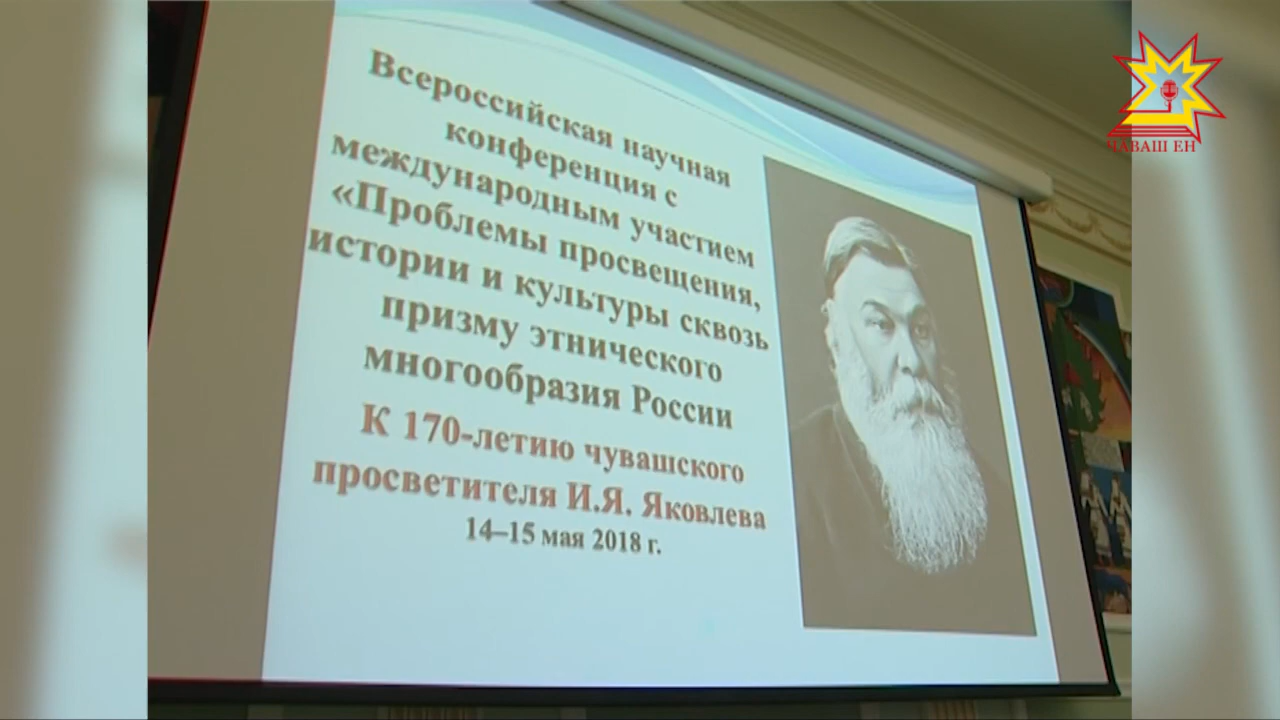 Всероссийская научная
конференция с
международным участием
«Проблемы просвещения,
истории и культуры сквозь
призму этнического
многообразия России
К 170-летию чувашского
просветителя И.Я. Яковлева
14–15 мая 2018 г.
ЧАВАШ ЕН